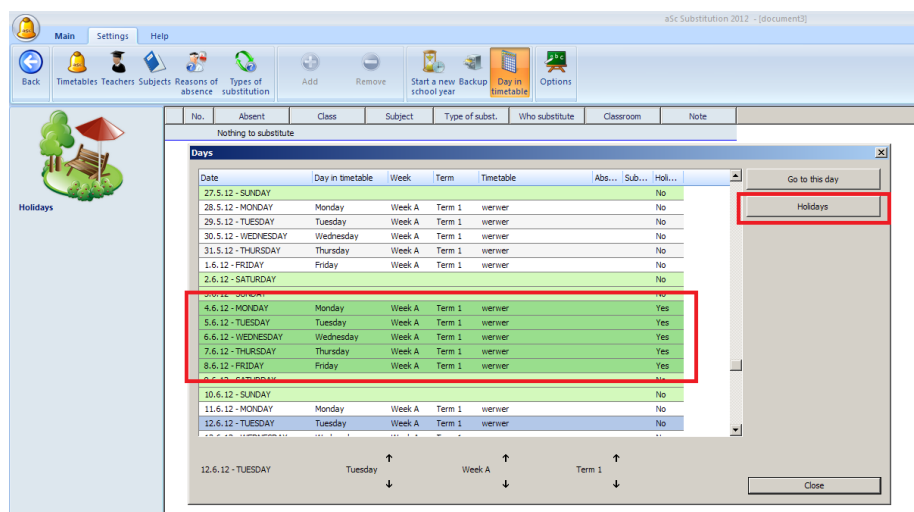 aSc Substitution 2012 - [document3]
Main Settings Help
Back Timetables Teachers Subjects Reasons of absence Types of substitution Add Remove Start a new school year Backup Day in timetable Options
No. Absent Class Subject Type of subst. Who substitute Classroom Note
Nothing to substitute
Holidays
Days
Date Day in timetable Week Term Timetable Abs... Sub... Holi...
27.5.12 - SUNDAY No
28.5.12 - MONDAY Monday Week A Term 1 werwer No
29.5.12 - TUESDAY Tuesday Week A Term 1 werwer No
30.5.12 - WEDNESDAY Wednesday Week A Term 1 werwer No
31.5.12 - THURSDAY Thursday Week A Term 1 werwer No
1.6.12 - FRIDAY Friday Week A Term 1 werwer No
2.6.12 - SATURDAY No
3.6.12 - SUNDAY No
4.6.12 - MONDAY Monday Week A Term 1 werwer Yes
5.6.12 - TUESDAY Tuesday Week A Term 1 werwer Yes
6.6.12 - WEDNESDAY Wednesday Week A Term 1 werwer Yes
7.6.12 - THURSDAY Thursday Week A Term 1 werwer Yes
8.6.12 - FRIDAY Friday Week A Term 1 werwer Yes
9.6.12 - SATURDAY No
10.6.12 - SUNDAY No
11.6.12 - MONDAY Monday Week A Term 1 werwer No
12.6.12 - TUESDAY Tuesday Week A Term 1 werwer No
Go to this day
Holidays
12.6.12 - TUESDAY Tuesday Week A Term 1
Close